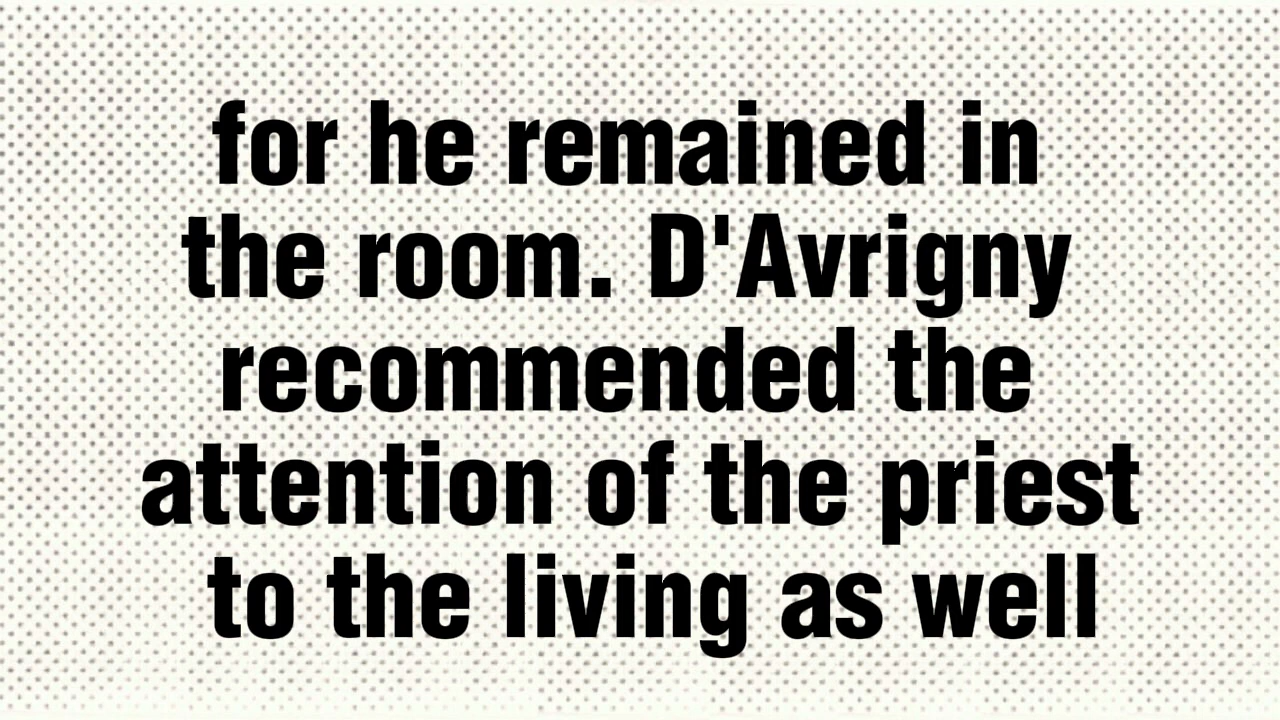 for he remained in
the room. D'Avrigny
recommended the
attention of the priest
to the living as well